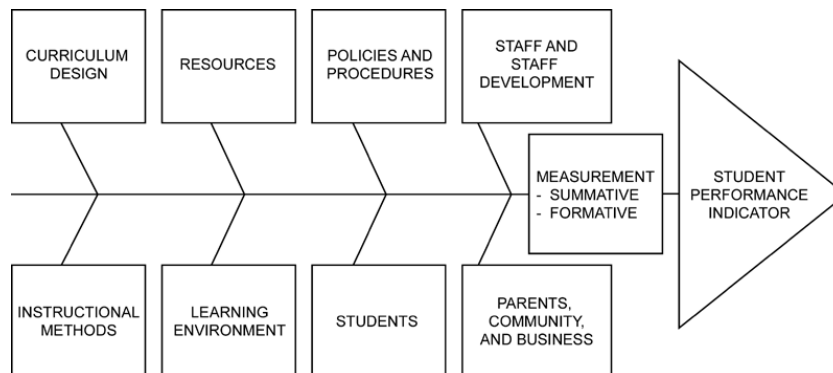 CURRICULUM
DESIGN
RESOURCES
POLICIES AND
PROCEDURES
STAFF AND
STAFF
DEVELOPMENT
MEASUREMENT
- SUMMATIVE
- FORMATIVE
STUDENT
PERFORMANCE
INDICATOR
INSTRUCTIONAL
METHODS
LEARNING
ENVIRONMENT
STUDENTS
PARENTS,
COMMUNITY,
AND BUSINESS